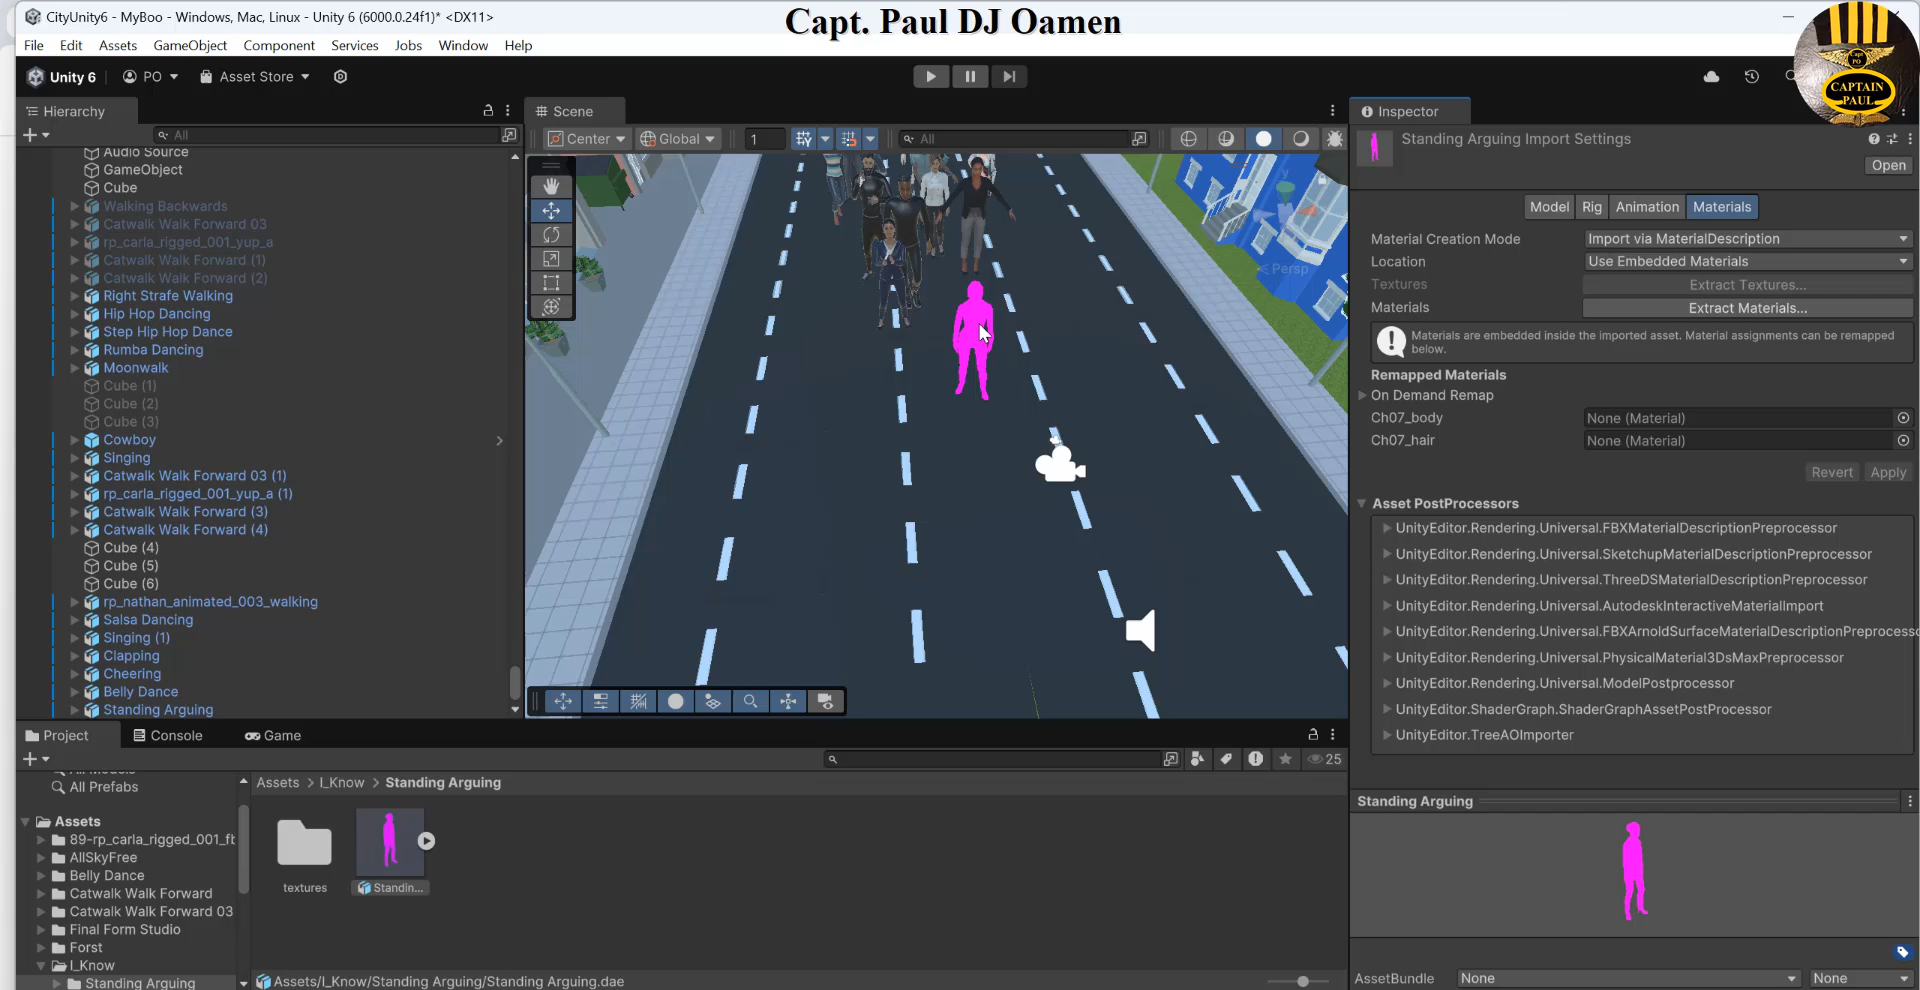 CityUnity6 - MyBoo - Windows, Mac, Linux - Unity 6 (6000.0.24f1)* <DX11>
Capt. Paul DJ Oamen
File Edit Assets GameObject Component Services Jobs Window Help
Unity 6 PO Asset Store
CAPTAIN
PAUL
Hierarchy
All
Audio Source
GameObject
Cube
Walking Backwards
Catwalk Walk Forward 03
rp_carla_rigged_001_yup_a
Catwalk Walk Forward (1)
Catwalk Walk Forward (2)
Right Strafe Walking
Hip Hop Dancing
Step Hip Hop Dance
Rumba Dancing
Moonwalk
Cube (1)
Cube (2)
Cube (3)
Cowboy
Singing
Catwalk Walk Forward 03 (1)
rp_carla_rigged_001_yup_a (1)
Catwalk Walk Forward (3)
Catwalk Walk Forward (4)
Cube (4)
Cube (5)
Cube (6)
rp_nathan_animated_003_walking
Salsa Dancing
Singing (1)
Clapping
Cheering
Belly Dance
Standing Arguing
Scene
Center Global 1 All
Persp
Inspector
Standing Arguing Import Settings
Open
Model Rig Animation Materials
Material Creation Mode Import via MaterialDescription
Location Use Embedded Materials
Textures Extract Textures...
Materials Extract Materials...
Materials are embedded inside the imported asset. Material assignments can be remapped
below.
Remapped Materials
On Demand Remap
Ch07_body None (Material)
Ch07_hair None (Material)
Revert Apply
Asset PostProcessors
UnityEditor.Rendering.Universal.FBXMaterialDescriptionPreprocessor
UnityEditor.Rendering.Universal.SketchupMaterialDescriptionPreprocessor
UnityEditor.Rendering.Universal.ThreeDSMaterialDescriptionPreprocessor
UnityEditor.Rendering.Universal.AutodeskInteractiveMaterialImport
UnityEditor.Rendering.Universal.FBXArnoldSurfaceMaterialDescriptionPreprocesso
UnityEditor.Rendering.Universal.PhysicalMaterial3DsMaxPreprocessor
UnityEditor.Rendering.Universal.ModelPostprocessor
UnityEditor.ShaderGraph.ShaderGraphAssetPostProcessor
UnityEditor.TreeAOImporter
Standing Arguing
AssetBundle None None
Project Console Game
25
All Prefabs
Assets
89-rp_carla_rigged_001_fb
AllSkyFree
Belly Dance
Catwalk Walk Forward
Catwalk Walk Forward 03
Final Form Studio
Forst
I_Know
Standing Arguing
Assets > I_Know > Standing Arguing
textures
Standin...
Assets/I_Know/Standing Arguing/Standing Arguing.dae